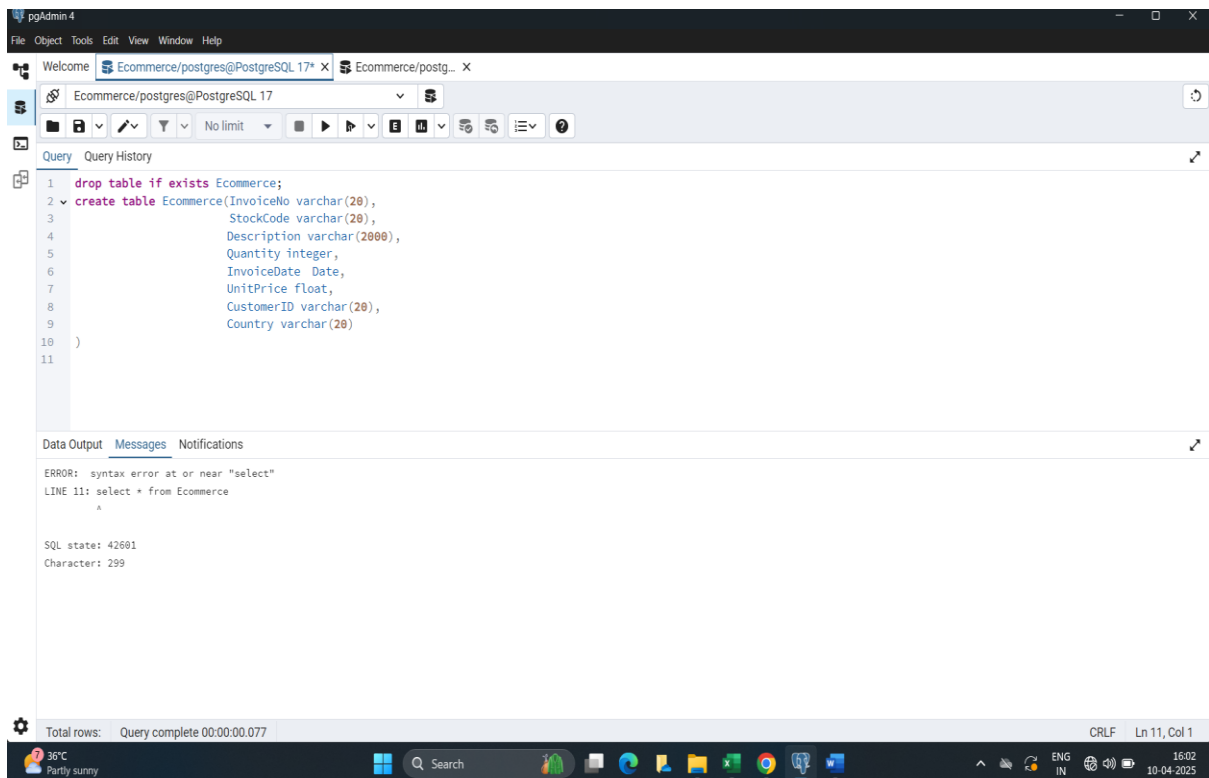 pgAdmin 4
File Object Tools Edit View Window Help
Welcome Ecommerce/postgres@PostgreSQL 17* X Ecommerce/postg... X
Ecommerce/postgres@PostgreSQL 17
No limit
Query Query History
1 drop table if exists Ecommerce;
2 create table Ecommerce(InvoiceNo varchar(20),
3 StockCode varchar(20),
4 Description varchar(2000),
5 Quantity integer,
6 InvoiceDate Date,
7 UnitPrice float,
8 CustomerID varchar(20),
9 Country varchar(20)
10 )
11
Data Output Messages Notifications
ERROR: syntax error at or near "select"
LINE 11: select * from Ecommerce
^
SQL state: 42601
Character: 299
Total rows: Query complete 00:00:00.077 CRLF Ln 11, Col 1
7 36°C
Partly sunny
Search
ENG
IN
16:02
10-04-2025